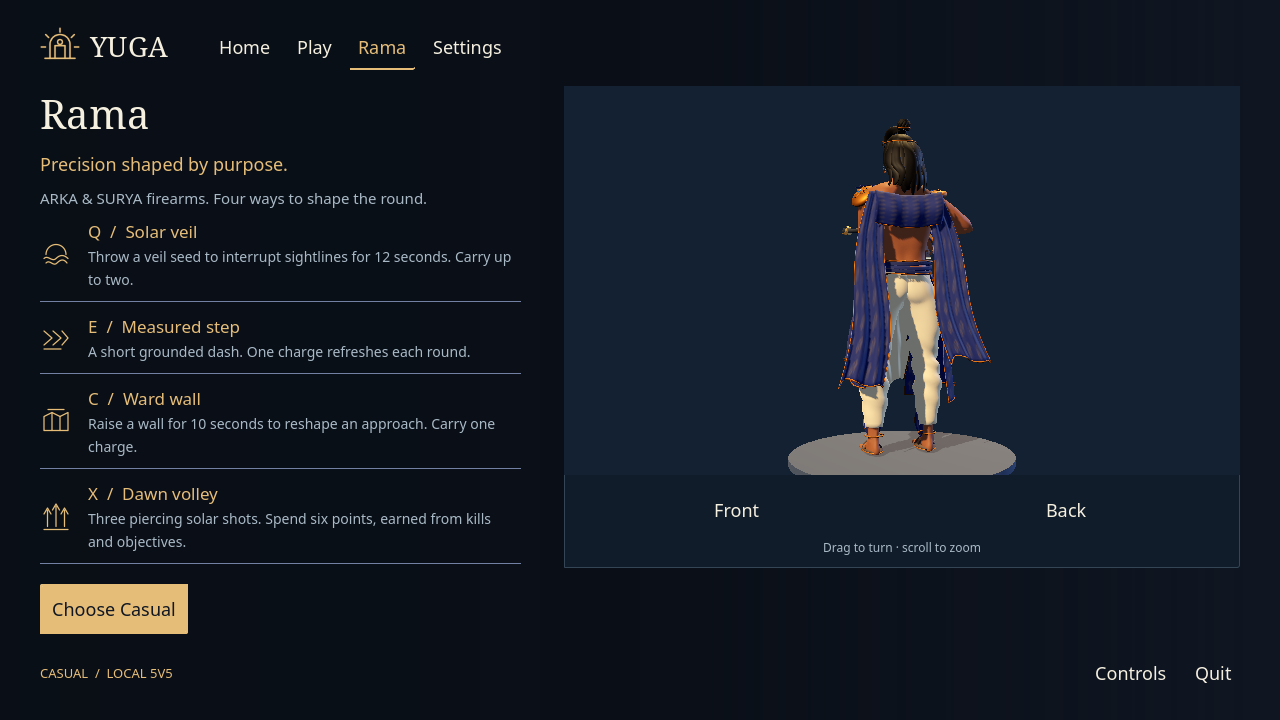 YUGA
Home
Play
Rama
Settings
Rama
Precision shaped by purpose.
ARKA & SURYA firearms. Four ways to shape the round.
Q / Solar veil
Throw a veil seed to interrupt sightlines for 12 seconds. Carry up
to two.
E / Measured step
A short grounded dash. One charge refreshes each round.
C / Ward wall
Raise a wall for 10 seconds to reshape an approach. Carry one
charge.
X / Dawn volley
Three piercing solar shots. Spend six points, earned from kills
and objectives.
Choose Casual
Front
Back
Drag to turn · scroll to zoom
CASUAL / LOCAL 5V5
Controls
Quit